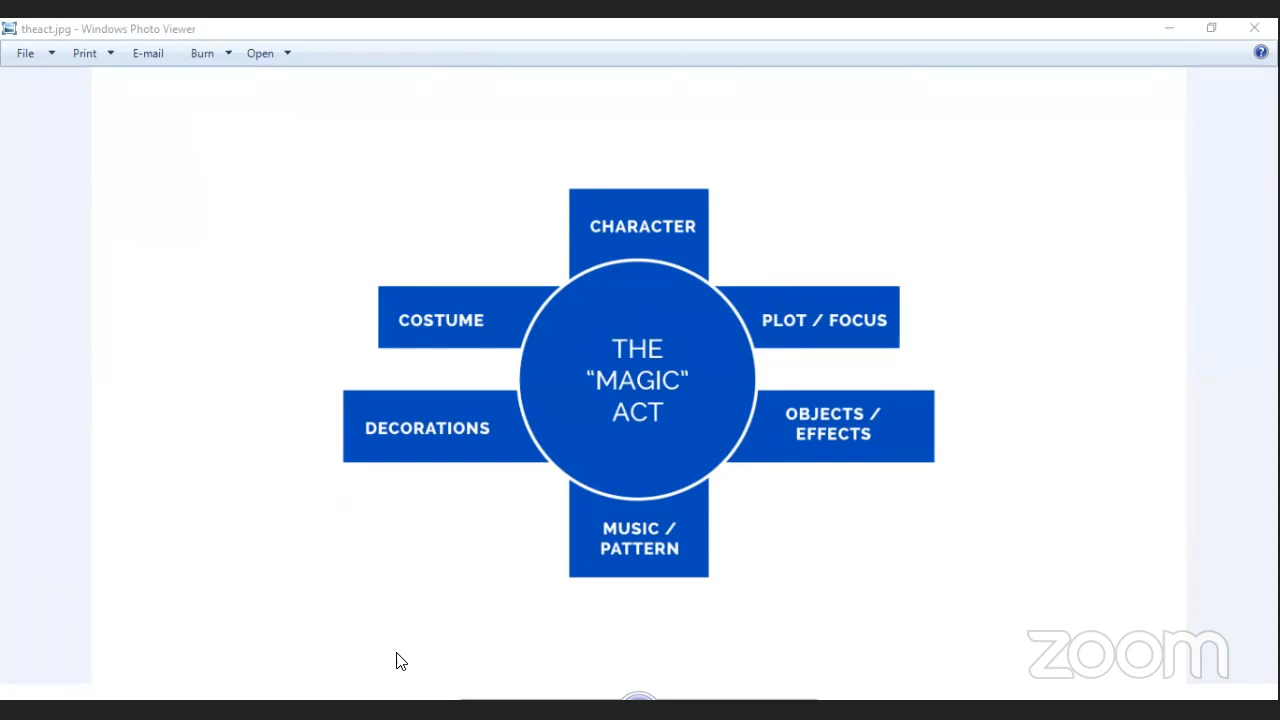 theact.jpg - Windows Photo Viewer
File Print E-mail Burn Open
CHARACTER
COSTUME
PLOT / FOCUS
THE
“MAGIC”
ACT
DECORATIONS
OBJECTS /
EFFECTS
MUSIC /
PATTERN
zoom